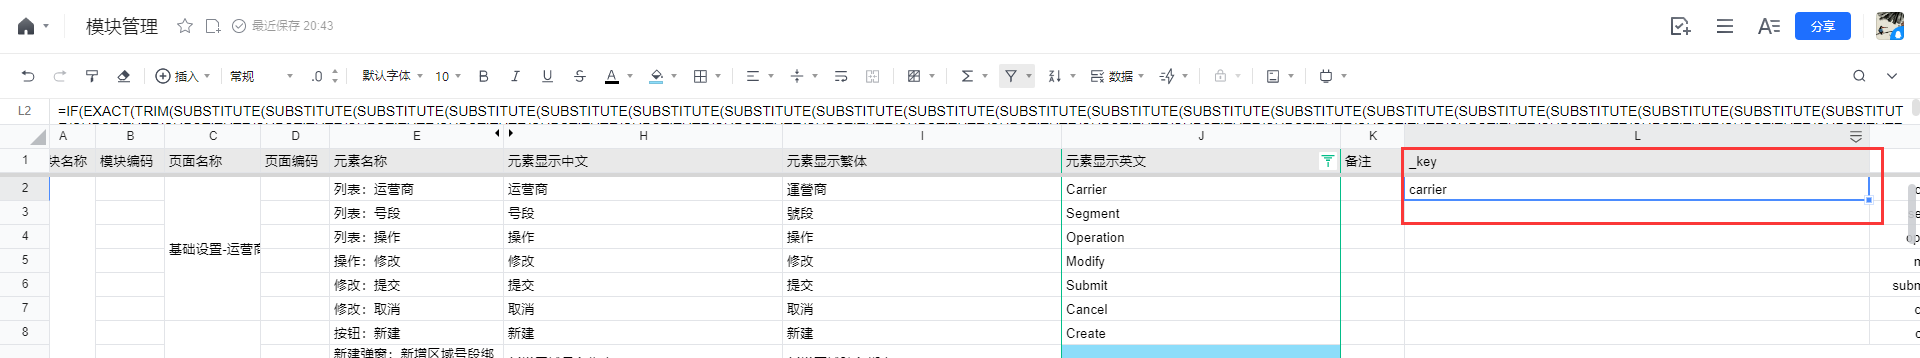 模块管理 最近保存 20:43
分享
插入 常规 .0 默认字体 10 B I U S A 数据
L2 =IF(EXACT(TRIM(SUBSTITUTE(SUBSTITUTE(SUBSTITUTE(SUBSTITUTE(SUBSTITUTE(SUBSTITUTE(SUBSTITUTE(SUBSTITUTE(SUBSTITUTE(SUBSTITUTE(SUBSTITUTE(SUBSTITUTE(SUBSTITUTE(SUBSTITUTE(SUBSTITUTE(SUBSTITUTE(SUBSTITUTE(SUBSTITUTE(SUBSTITUT
A B C D E H I J K L
1 块名称 模块编码 页面名称 页面编码 元素名称 元素显示中文 元素显示繁体 元素显示英文 备注 _key
2 列表：运营商 运营商 運營商 Carrier carrier
3 列表：号段 号段 號段 Segment
4 列表：操作 操作 操作 Operation
基础设置-运营商
5 操作：修改 修改 修改 Modify
6 修改：提交 提交 提交 Submit subm
7 修改：取消 取消 取消 Cancel
8 按钮：新建 新建 新建 Create
新建弹窗：新增区域号段绑